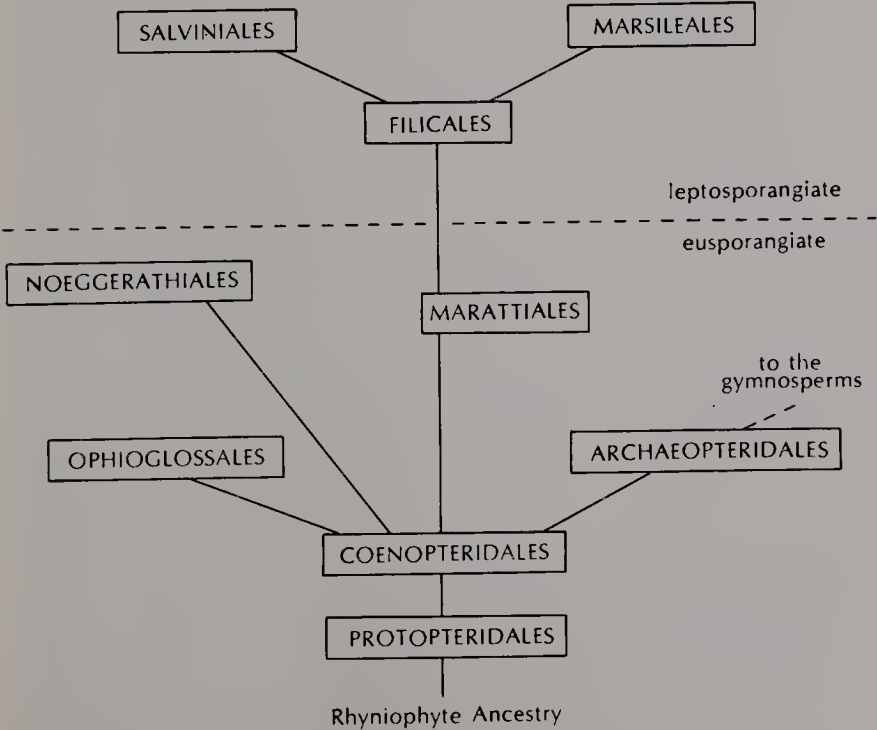 SALVINIALES
MARSILEALES
FILICALES
leptosporangiate
eusporangiate
NOEGGERATHIALES
MARATTIALES
to the
gymnosperms
OPHIOGLOSSALES
ARCHAEOPTERIDALES
COENOPTERIDALES
PROTOPTERIDALES
Rhyniophyte Ancestry